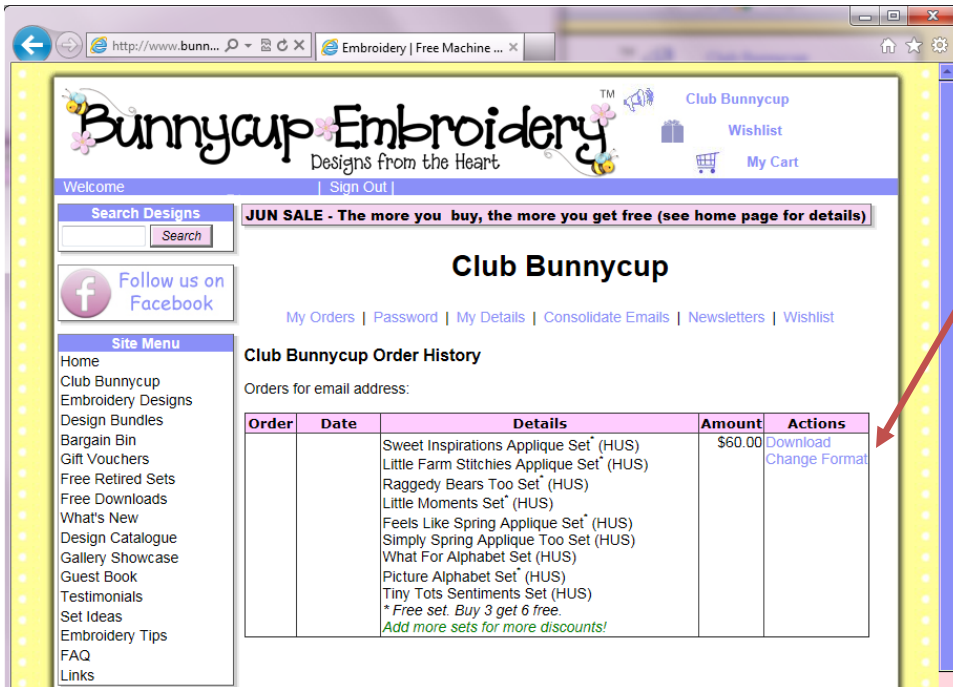 http://www.bunn...
Embroidery | Free Machine ...
Bunnycup Embroidery
TM
Designs from the Heart
Club Bunnycup
Wishlist
My Cart
Welcome | Sign Out |
Search Designs
Search
JUN SALE - The more you buy, the more you get free (see home page for details)
f
Follow us on
Facebook
Club Bunnycup
My Orders | Password | My Details | Consolidate Emails | Newsletters | Wishlist
Site Menu
Home
Club Bunnycup
Embroidery Designs
Design Bundles
Bargain Bin
Gift Vouchers
Free Retired Sets
Free Downloads
What's New
Design Catalogue
Gallery Showcase
Guest Book
Testimonials
Set Ideas
Embroidery Tips
FAQ
Links
Club Bunnycup Order History
Orders for email address:
Order Date Details Amount Actions
Sweet Inspirations Applique Set* (HUS) $60.00 Download
Little Farm Stitchies Applique Set* (HUS) Change Format
Raggedy Bears Too Set* (HUS)
Little Moments Set* (HUS)
Feels Like Spring Applique Set* (HUS)
Simply Spring Applique Too Set (HUS)
What For Alphabet Set (HUS)
Picture Alphabet Set* (HUS)
Tiny Tots Sentiments Set (HUS)
* Free set. Buy 3 get 6 free.
Add more sets for more discounts!